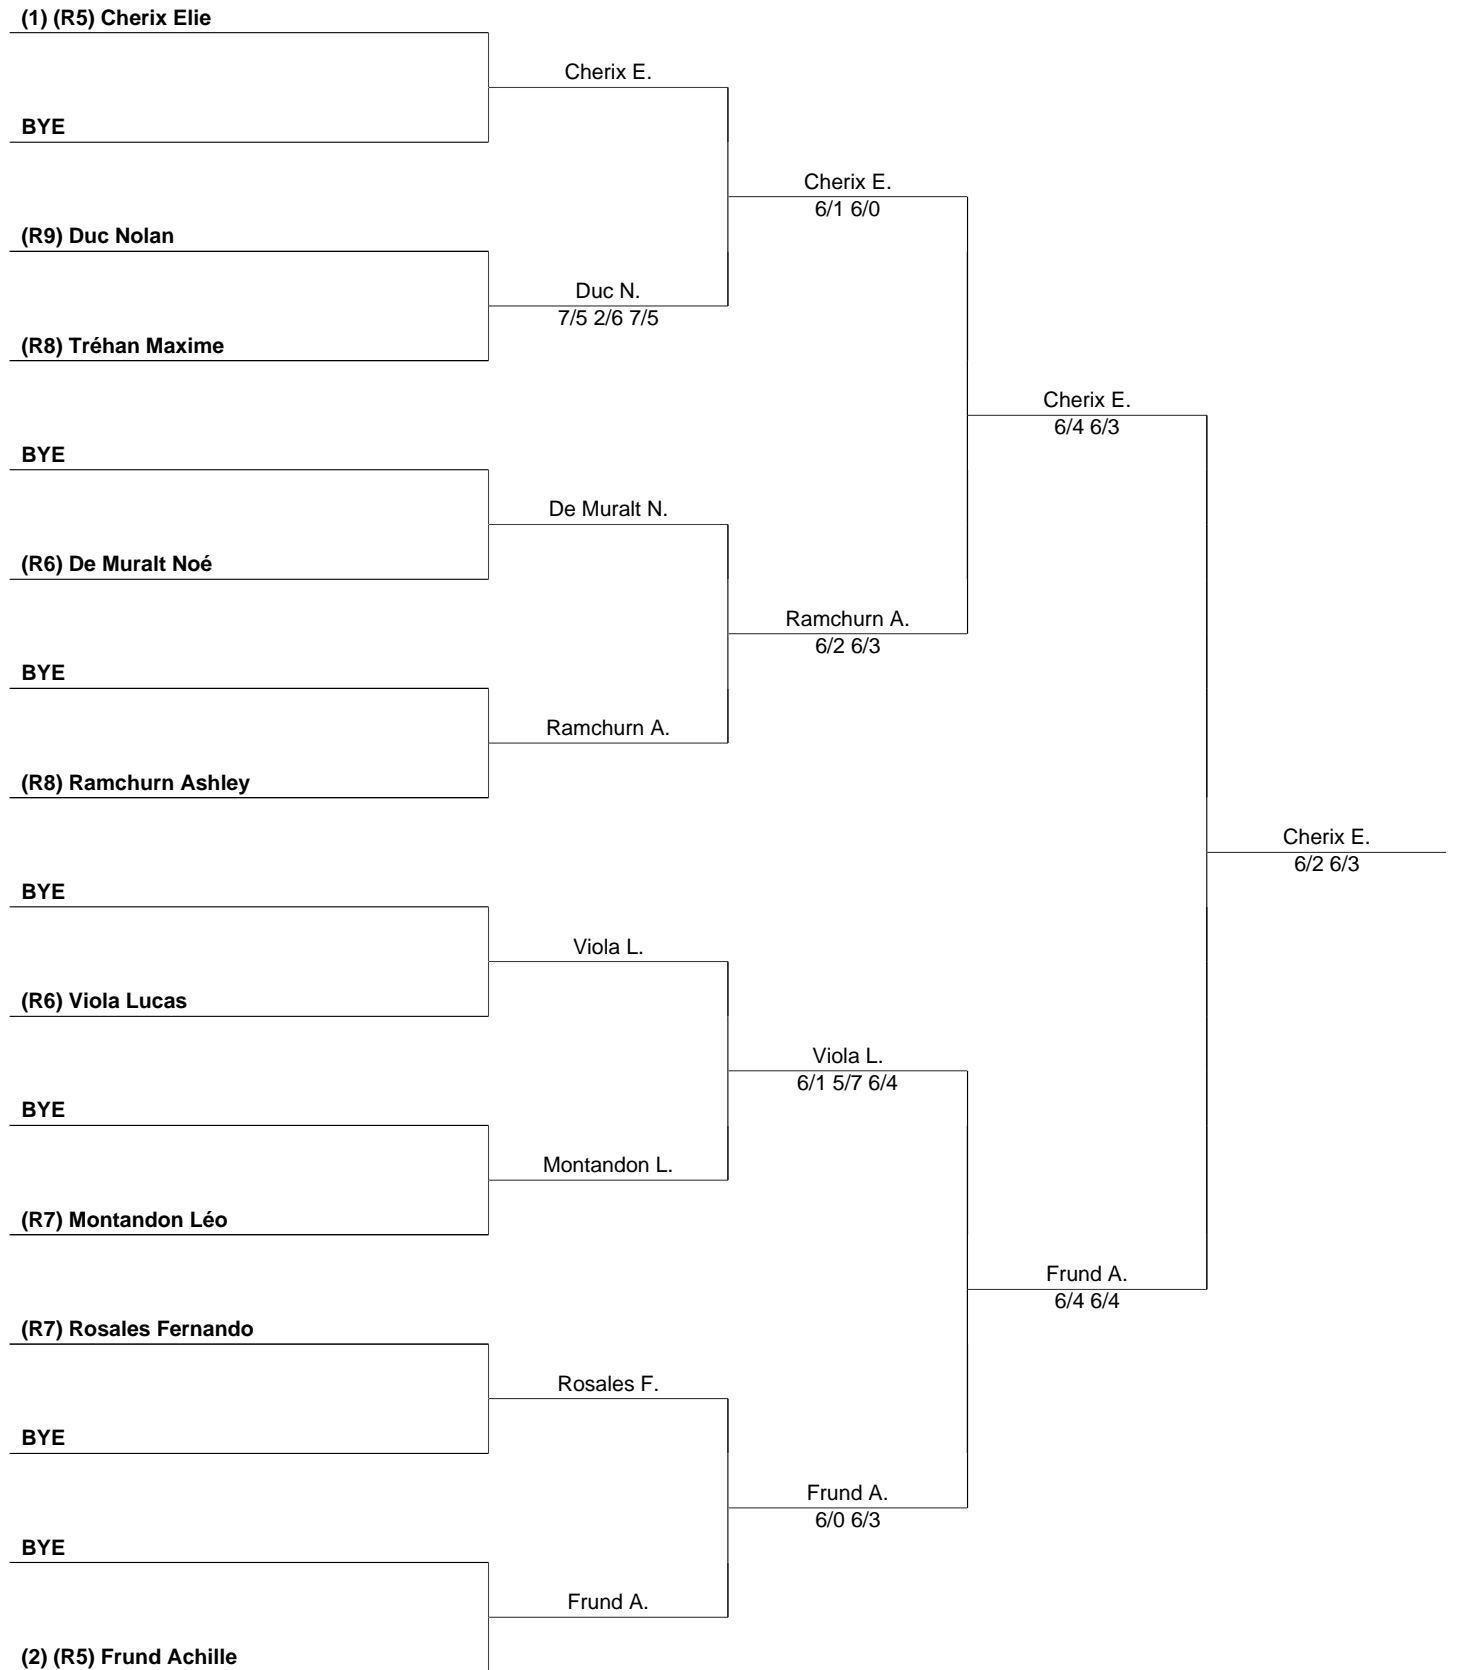 (1) (R5) Cherix Elie
Cherix E.
BYE
Cherix E.
6/1 6/0
(R9) Duc Nolan
Duc N.
7/5 2/6 7/5
(R8) Tréhan Maxime
Cherix E.
6/4 6/3
BYE
De Muralt N.
(R6) De Muralt Noé
Ramchurn A.
6/2 6/3
BYE
Ramchurn A.
(R8) Ramchurn Ashley
Cherix E.
6/2 6/3
BYE
Viola L.
(R6) Viola Lucas
Viola L.
6/1 5/7 6/4
BYE
Montandon L.
(R7) Montandon Léo
Frund A.
6/4 6/4
(R7) Rosales Fernando
Rosales F.
BYE
Frund A.
6/0 6/3
BYE
Frund A.
(2) (R5) Frund Achille